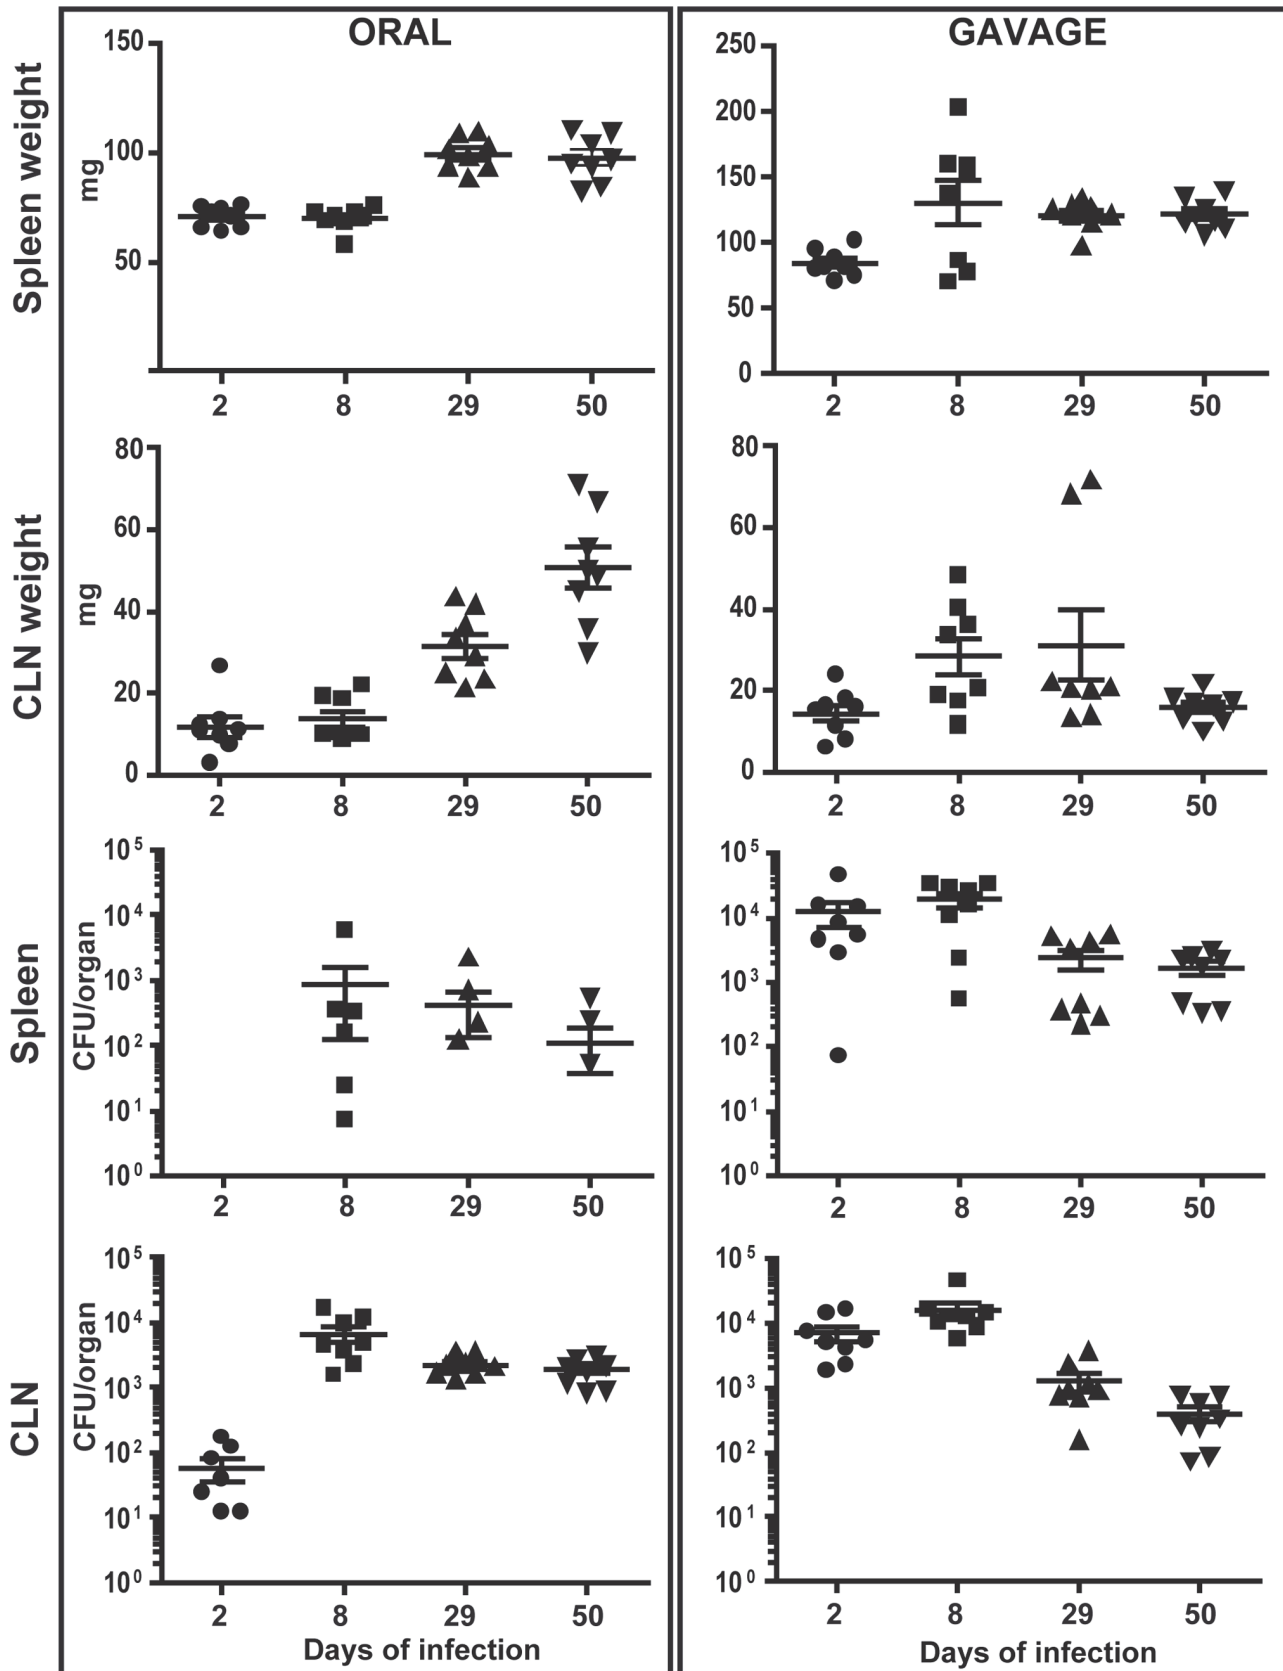 ORAL
GAVAGE
Spleen weight
mg
150
100
50
2 8 29 50
250
200
150
100
50
0
2 8 29 50
CLN weight
mg
80
60
40
20
0
2 8 29 50
80
60
40
20
0
2 8 29 50
Spleen
CFU/organ
10⁵
10⁴
10³
10²
10¹
10⁰
2 8 29 50
10⁵
10⁴
10³
10²
10¹
10⁰
2 8 29 50
CLN
CFU/organ
10⁵
10⁴
10³
10²
10¹
10⁰
2 8 29 50
Days of infection
10⁵
10⁴
10³
10²
10¹
10⁰
2 8 29 50
Days of infection